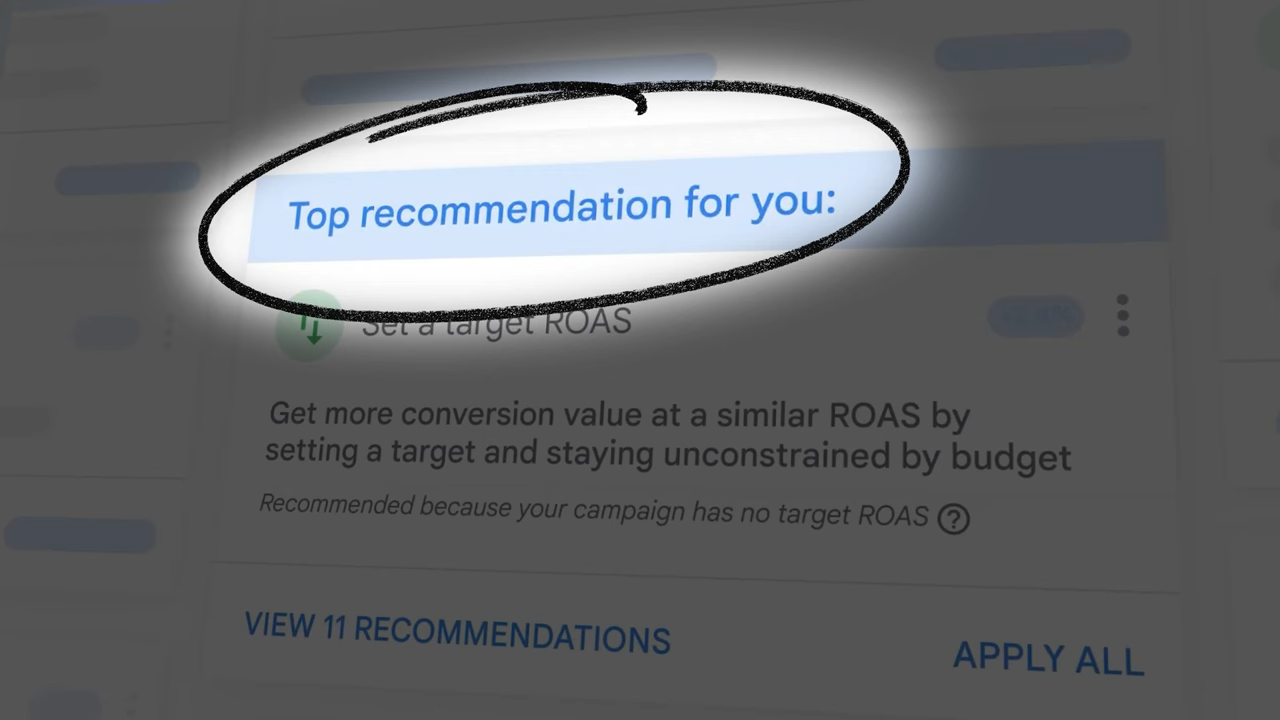 Top recommendation for you:
Set a target ROAS
Get more conversion value at a similar ROAS by
setting a target and staying unconstrained by budget
Recommended because your campaign has no target ROAS ?
VIEW 11 RECOMMENDATIONS
APPLY ALL